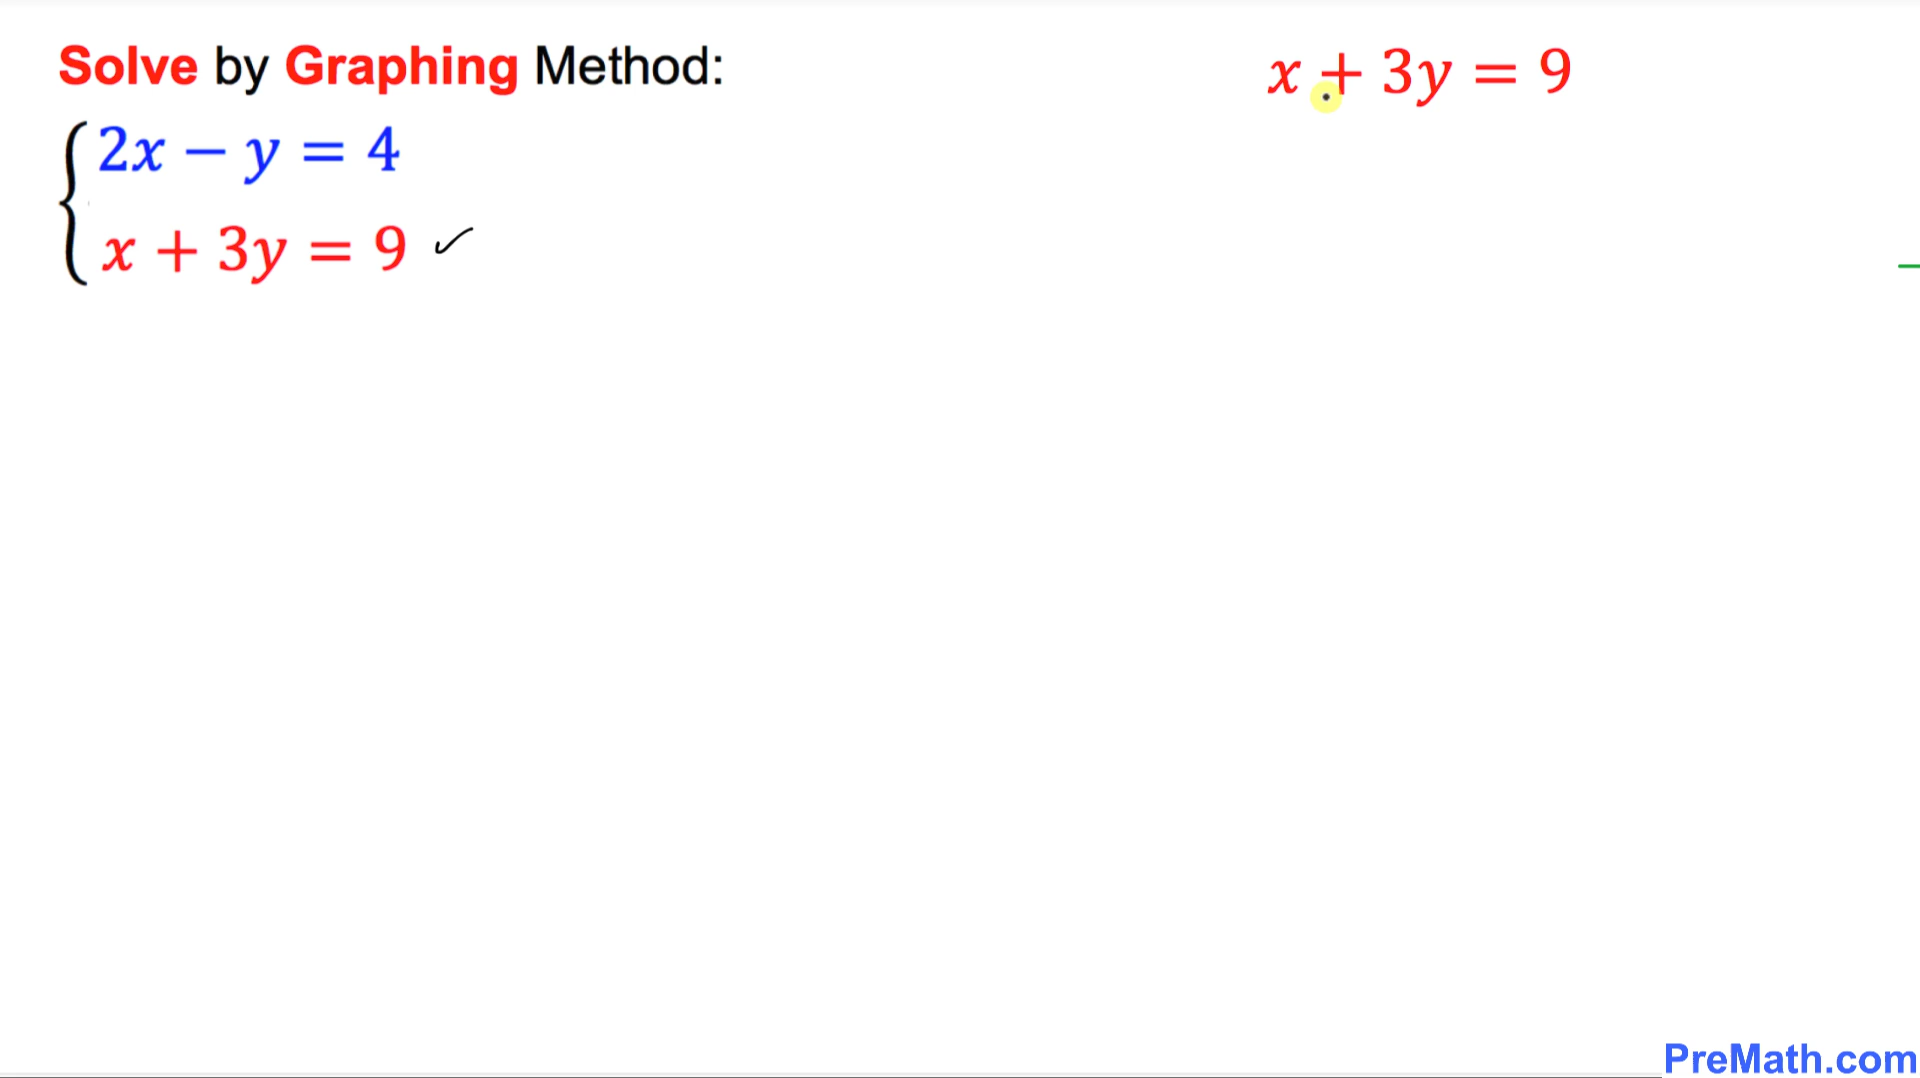 Solve by Graphing Method:
2x − y = 4
x + 3y = 9 ✓
x + 3y = 9
PreMath.com